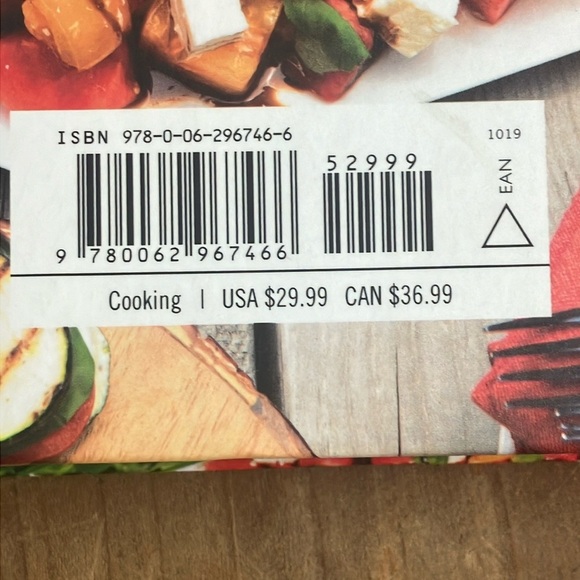 ISBN 978-0-06-296746-6
1019
52999
EAN
9 780062 967466
Cooking | USA $29.99 CAN $36.99